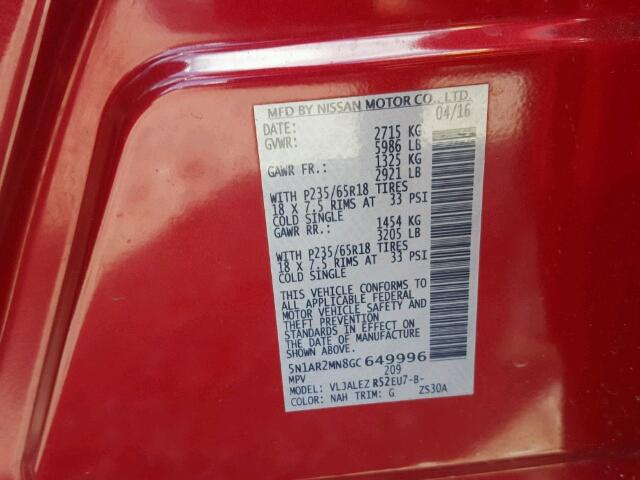 MFD BY NISSAN MOTOR CO., LTD.
DATE: 04/16
GVWR: 2715 KG
5986 LB
GAWR FR.: 1325 KG
2921 LB
WITH P235/65R18 TIRES
18 X 7.5 RIMS AT 33 PSI
COLD SINGLE
GAWR RR.: 1454 KG
3205 LB
WITH P235/65R18 TIRES
18 X 7.5 RIMS AT 33 PSI
COLD SINGLE
THIS VEHICLE CONFORMS TO
ALL APPLICABLE FEDERAL
MOTOR VEHICLE SAFETY AND
THEFT PREVENTION
STANDARDS IN EFFECT ON
THE DATE OF MANUFACTURE
SHOWN ABOVE.
5N1AR2MN8GC649996
MPV 209
MODEL: VLJALEZ R52EU7-B-
COLOR: NAH TRIM: G ZS30A